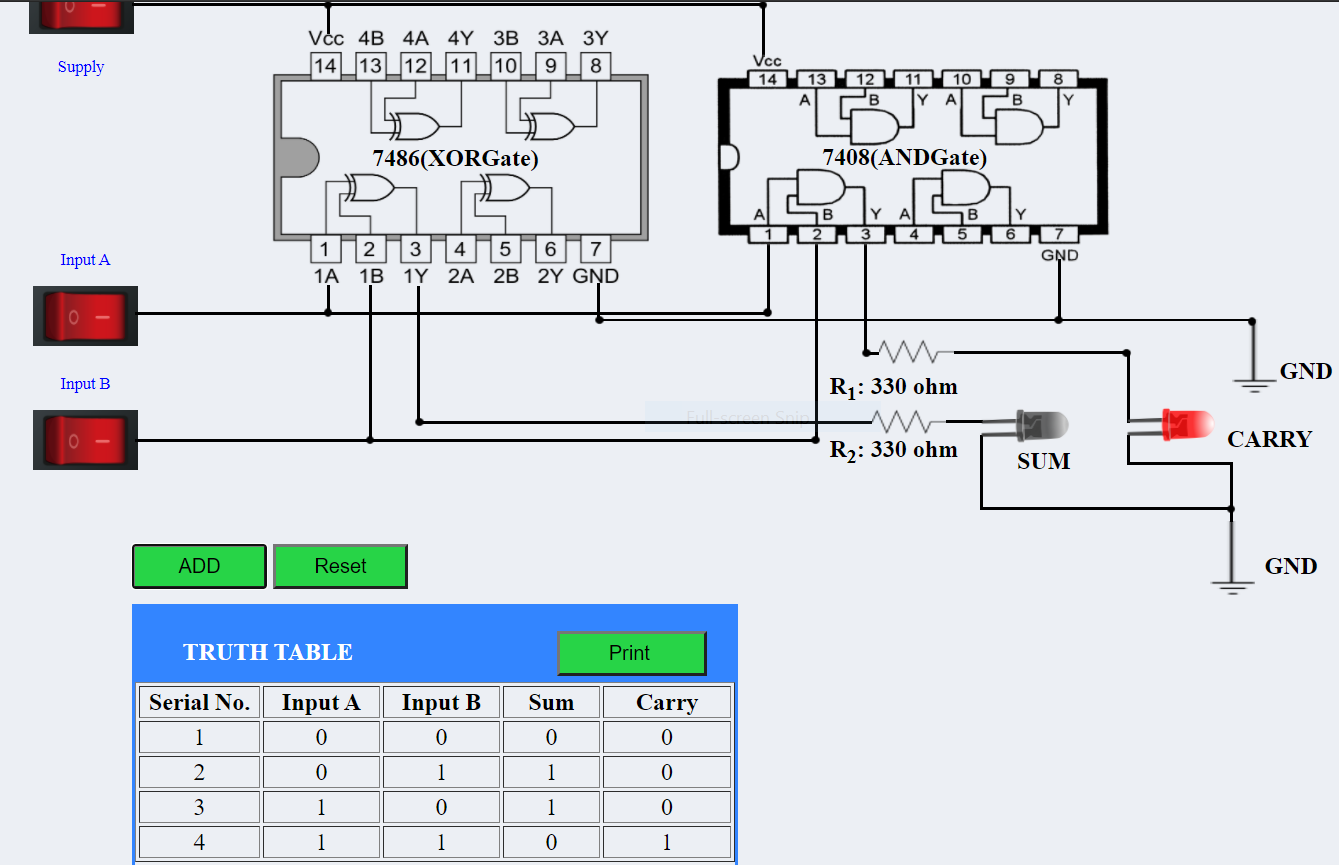 Supply
Vcc 4B 4A 4Y 3B 3A 3Y
14 13 12 11 10 9 8
7486(XORGate)
1 2 3 4 5 6 7
1A 1B 1Y 2A 2B 2Y GND
Vcc
14 13 12 11 10 9 8
A B Y A B Y
7408(ANDGate)
A B Y A B Y
1 2 3 4 5 6 7
GND
Input A
Input B
R1: 330 ohm
GND
Full-screen Snip
R2: 330 ohm
SUM
CARRY
GND
ADD Reset
TRUTH TABLE Print
Serial No. Input A Input B Sum Carry
1 0 0 0 0
2 0 1 1 0
3 1 0 1 0
4 1 1 0 1